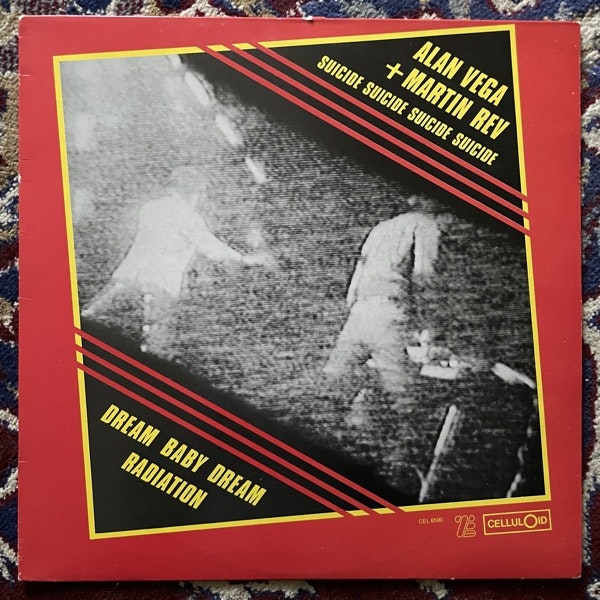 ALAN VEGA
+ MARTIN REV
SUICIDE SUICIDE SUICIDE SUICIDE
DREAM BABY DREAM
RADIATION
CEL 6590
CELLULOID